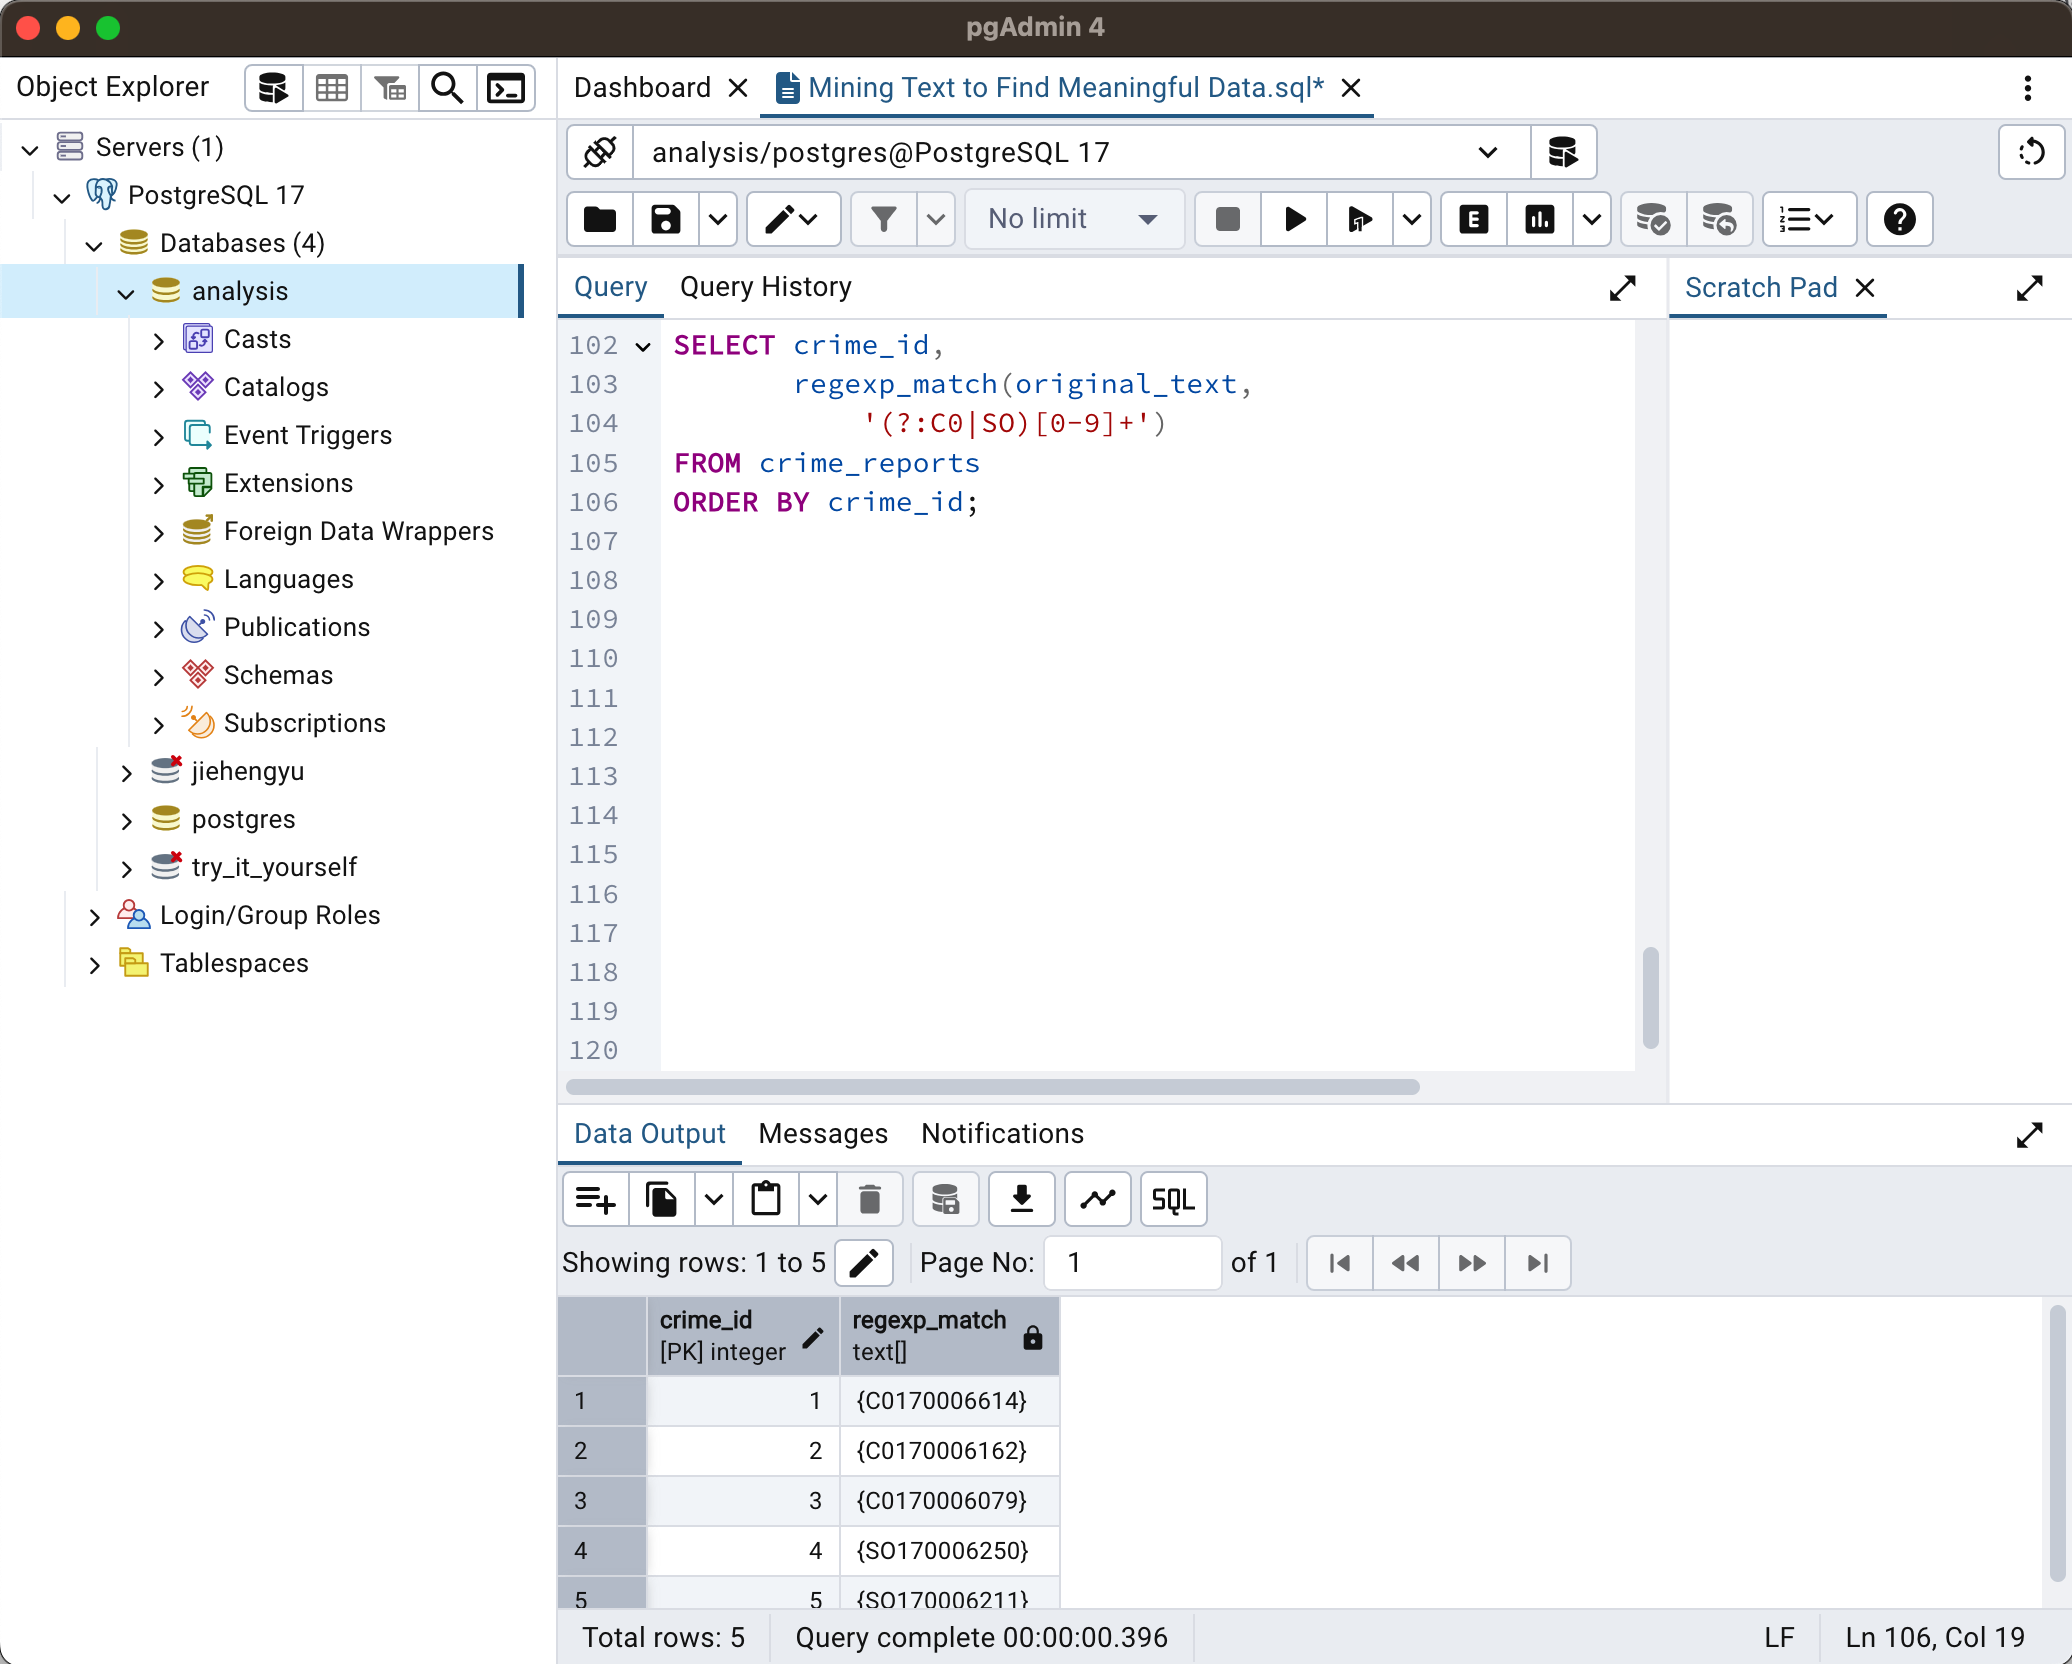 pgAdmin 4
Object Explorer
Servers (1)
PostgreSQL 17
Databases (4)
analysis
Casts
Catalogs
Event Triggers
Extensions
Foreign Data Wrappers
Languages
Publications
Schemas
Subscriptions
jiehengyu
postgres
try_it_yourself
Login/Group Roles
Tablespaces
Dashboard
Mining Text to Find Meaningful Data.sql*
analysis/postgres@PostgreSQL 17
No limit
E
Query Query History
Scratch Pad
102 SELECT crime_id,
103 regexp_match(original_text,
104 '(?:C0|SO)[0-9]+')
105 FROM crime_reports
106 ORDER BY crime_id;
107
108
109
110
111
112
113
114
115
116
117
118
119
120
Data Output Messages Notifications
SQL
Showing rows: 1 to 5 Page No: 1 of 1
crime_id regexp_match
[PK] integer text[]
1 1 {C0170006614}
2 2 {C0170006162}
3 3 {C0170006079}
4 4 {SO170006250}
5 5 {SO170006211}
Total rows: 5 Query complete 00:00:00.396 LF Ln 106, Col 19